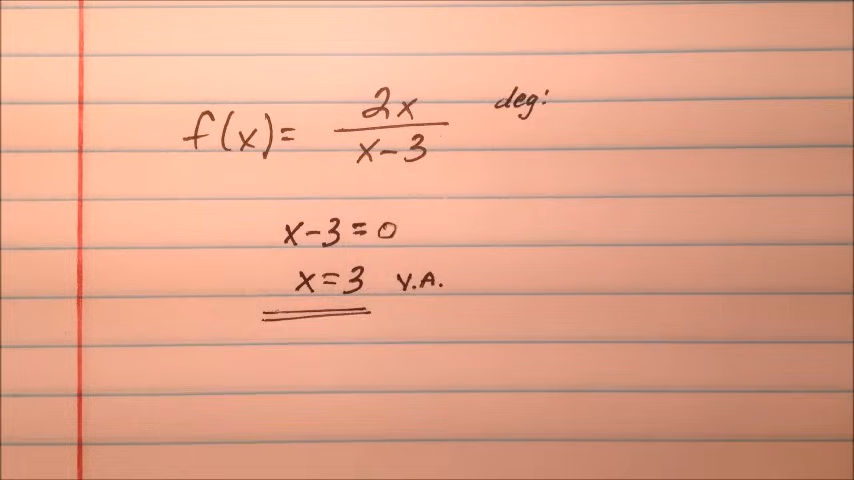 f(x) = 2x / x-3 deg:
x-3 = 0
x = 3 V.A.